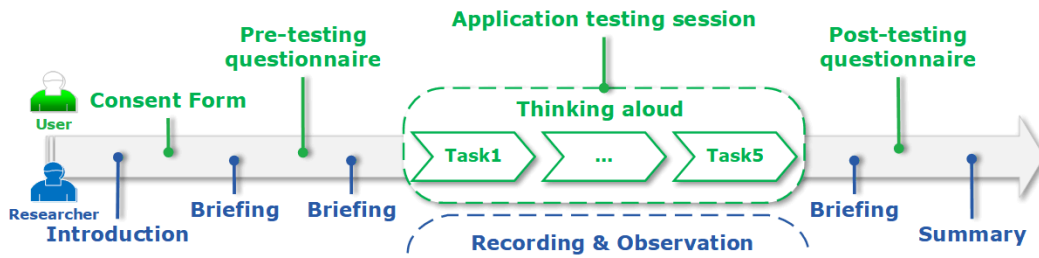 Application testing session
Pre-testing
questionnaire
Post-testing
questionnaire
Consent Form
Thinking aloud
User
Task1
...
Task5
Researcher
Introduction
Briefing
Briefing
Recording & Observation
Briefing
Summary